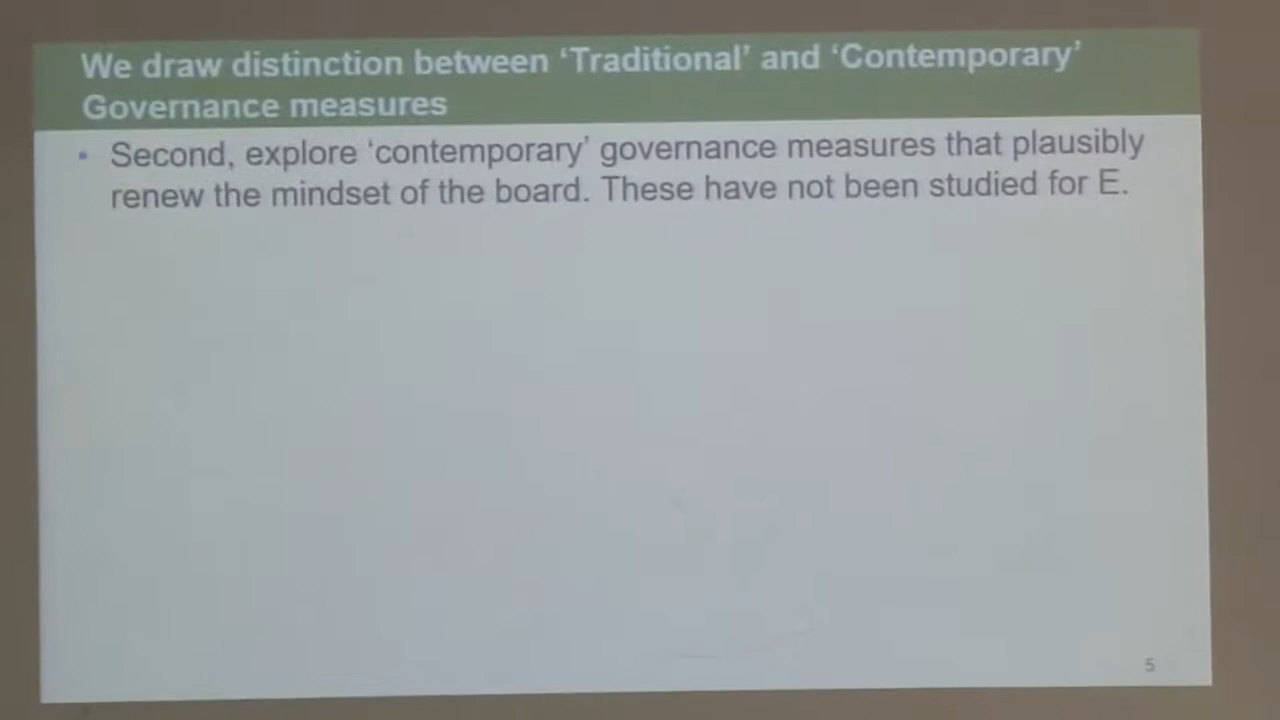 We draw distinction between ‘Traditional’ and ‘Contemporary’
Governance measures
• Second, explore ‘contemporary’ governance measures that plausibly
renew the mindset of the board. These have not been studied for E.
5